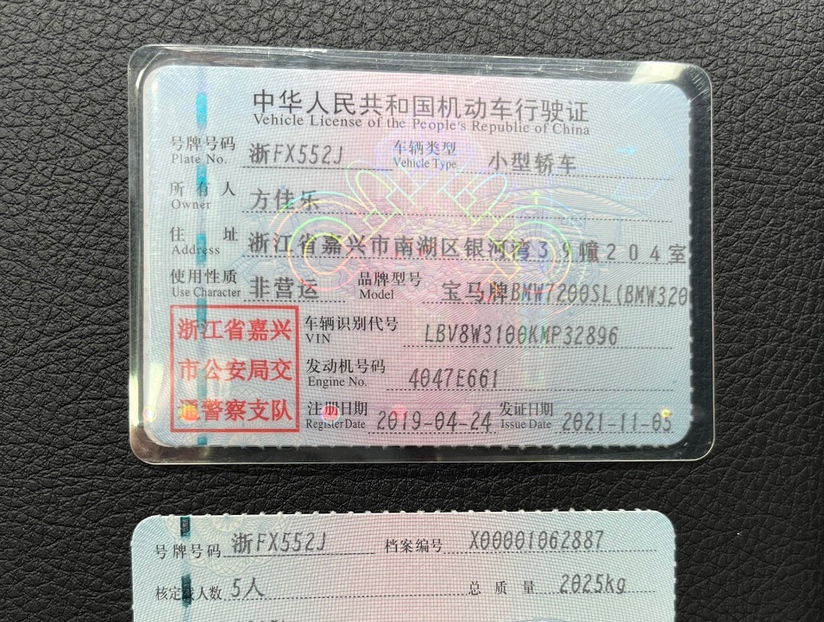 中华人民共和国机动车行驶证
Vehicle License of the People's Republic of China
号牌号码 浙FX552J 车辆类型 小型轿车
Plate No. Vehicle Type
所有人 方佳乐
Owner
住址 浙江省嘉兴市南湖区银河湾39幢204室
Address
使用性质 非营运 品牌型号 宝马牌BMW7200SL(BMW320
Use Character Model
浙江省嘉兴
市公安局交
通警察支队
车辆识别代号 LBV8W3100KMP32896
VIN
发动机号码 4047E661
Engine No.
注册日期 2019-04-24 发证日期 2021-11-05
Register Date Issue Date
号牌号码 浙FX552J 档案编号 X00001062887
核定载人数 5人 总质量 2025kg